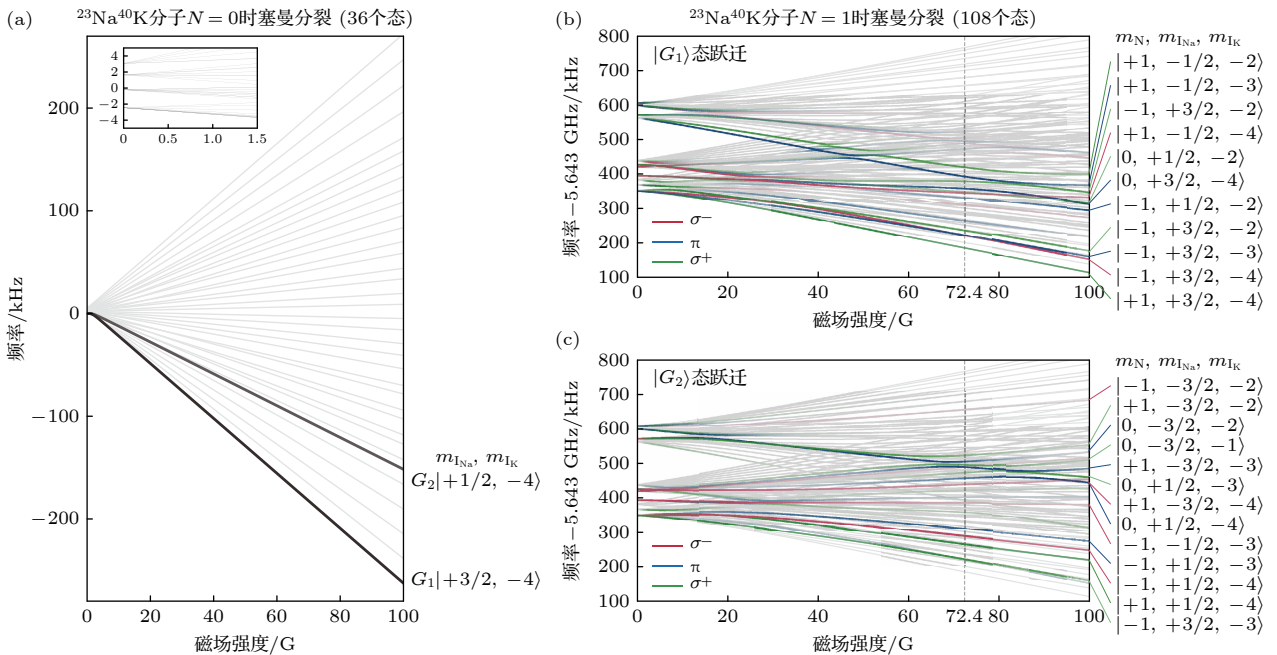 (a)
²³Na⁴⁰K分子N = 0时塞曼分裂 (36个态)
频率/kHz
200
100
0
−100
−200
4
2
0
−2
−4
0
0.5
1.0
1.5
0
20
40
60
80
100
磁场强度/G
m_{I_Na}, m_{I_K}
G₂|+1/2, −4⟩
G₁|+3/2, −4⟩
(b)
²³Na⁴⁰K分子N = 1时塞曼分裂 (108个态)
频率−5.643 GHz/kHz
|G₁⟩态跃迁
800
700
600
500
400
300
200
100
σ⁻
π
σ⁺
0
20
40
60
72.4
80
100
磁场强度/G
m_N, m_{I_Na}, m_{I_K}
|+1, −1/2, −2⟩
|+1, −1/2, −3⟩
|−1, +3/2, −2⟩
|+1, −1/2, −4⟩
|0, +1/2, −2⟩
|0, +3/2, −4⟩
|−1, +1/2, −2⟩
|−1, +3/2, −2⟩
|−1, +3/2, −3⟩
|−1, +3/2, −4⟩
|+1, +3/2, −4⟩
(c)
频率−5.643 GHz/kHz
|G₂⟩态跃迁
800
700
600
500
400
300
200
100
σ⁻
π
σ⁺
0
20
40
60
72.4
80
100
磁场强度/G
m_N, m_{I_Na}, m_{I_K}
|−1, −3/2, −2⟩
|+1, −3/2, −2⟩
|0, −3/2, −2⟩
|0, −3/2, −1⟩
|+1, −3/2, −3⟩
|0, +1/2, −3⟩
|+1, −3/2, −4⟩
|0, +1/2, −4⟩
|−1, −1/2, −3⟩
|−1, +1/2, −3⟩
|−1, +1/2, −4⟩
|+1, +1/2, −4⟩
|−1, +3/2, −3⟩